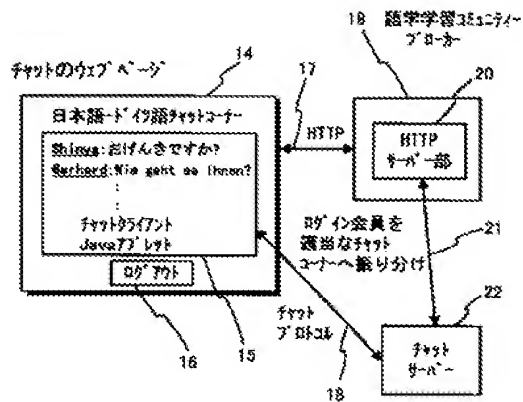 チャットのウェブページ
14
日本語ードイツ語チャットコーナー
Shinya:おげんきですか?
Gerhard:Wie geht es Ihnen?
:
:
チャットクライアント
Javaアプレット
ログアウト
16
15
17
HTTP
18
語学学習コミュニティー
ブローカー
20
HTTP
サーバー部
ログイン会員を
適当なチャット
コーナーへ振り分け
21
チャット
プロトコル
18
22
チャット
サーバー